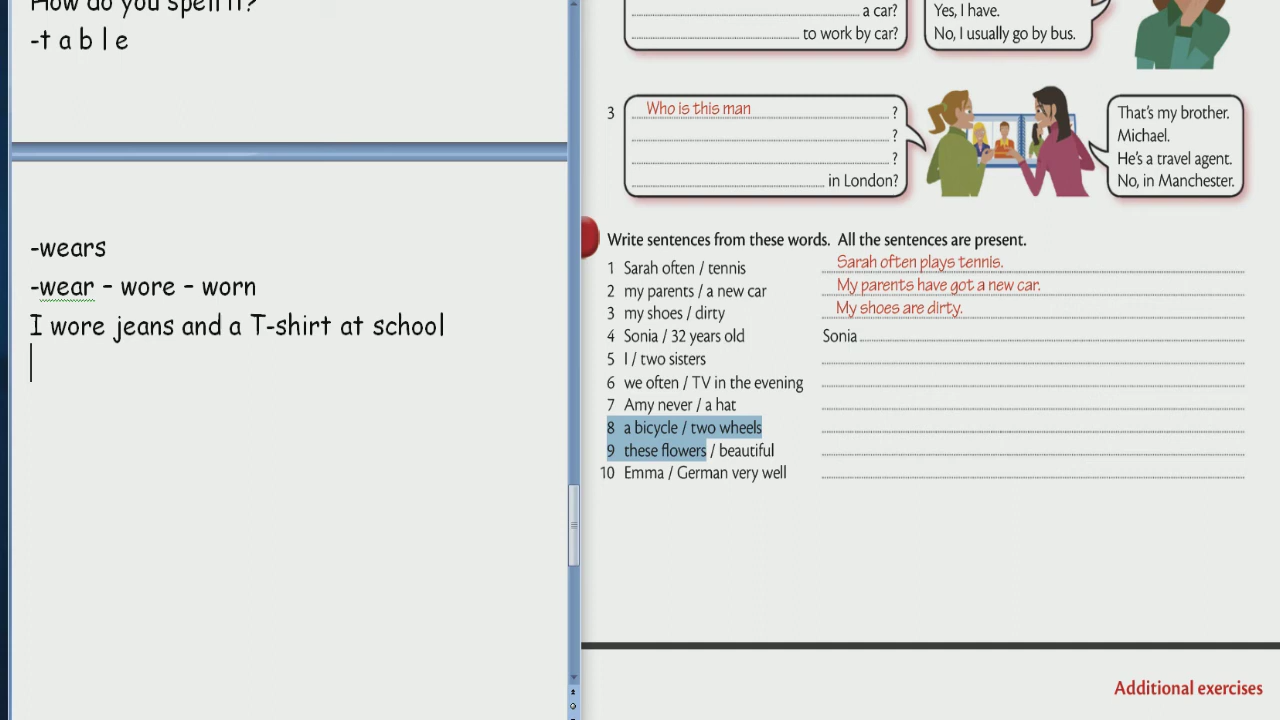 How do you spell it?
-t a b l e
-wears
-wear – wore – worn
I wore jeans and a T-shirt at school
a car?
to work by car?
Yes, I have.
No, I usually go by bus.
3 Who is this man ?
?
?
in London?
That's my brother.
Michael.
He's a travel agent.
No, in Manchester.
Write sentences from these words. All the sentences are present.
1 Sarah often / tennis Sarah often plays tennis.
2 my parents / a new car My parents have got a new car.
3 my shoes / dirty My shoes are dirty.
4 Sonia / 32 years old Sonia
5 I / two sisters
6 we often / TV in the evening
7 Amy never / a hat
8 a bicycle / two wheels
9 these flowers / beautiful
10 Emma / German very well
Additional exercises